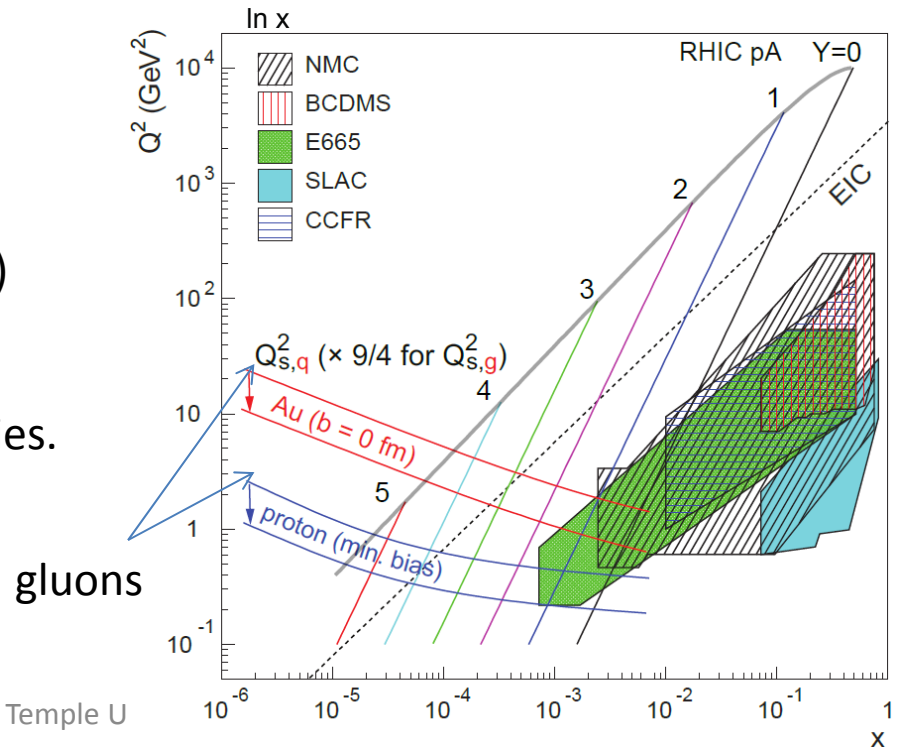 ln x
Q² (GeV²)
10⁴
10³
10²
10
1
10⁻¹
NMC
BCDMS
E665
SLAC
CCFR
RHIC pA Y=0
1
2
3
4
5
EIC
Q²s,q (× 9/4 for Q²s,g)
Au (b = 0 fm)
proton (min. bias)
)
es.
gluons
Temple U
10⁻⁶ 10⁻⁵ 10⁻⁴ 10⁻³ 10⁻² 10⁻¹ 1
x